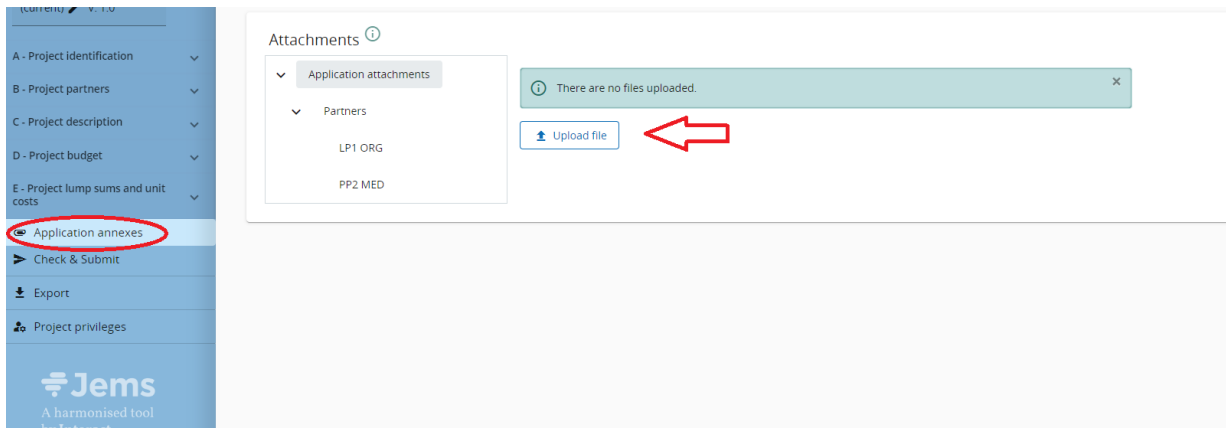 (current) V. 1.0
A - Project identification
B - Project partners
C - Project description
D - Project budget
E - Project lump sums and unit
costs
Application annexes
Check & Submit
Export
Project privileges
Jems
A harmonised tool
by Interreg
Attachments
Application attachments
Partners
LP1 ORG
PP2 MED
There are no files uploaded.
Upload file